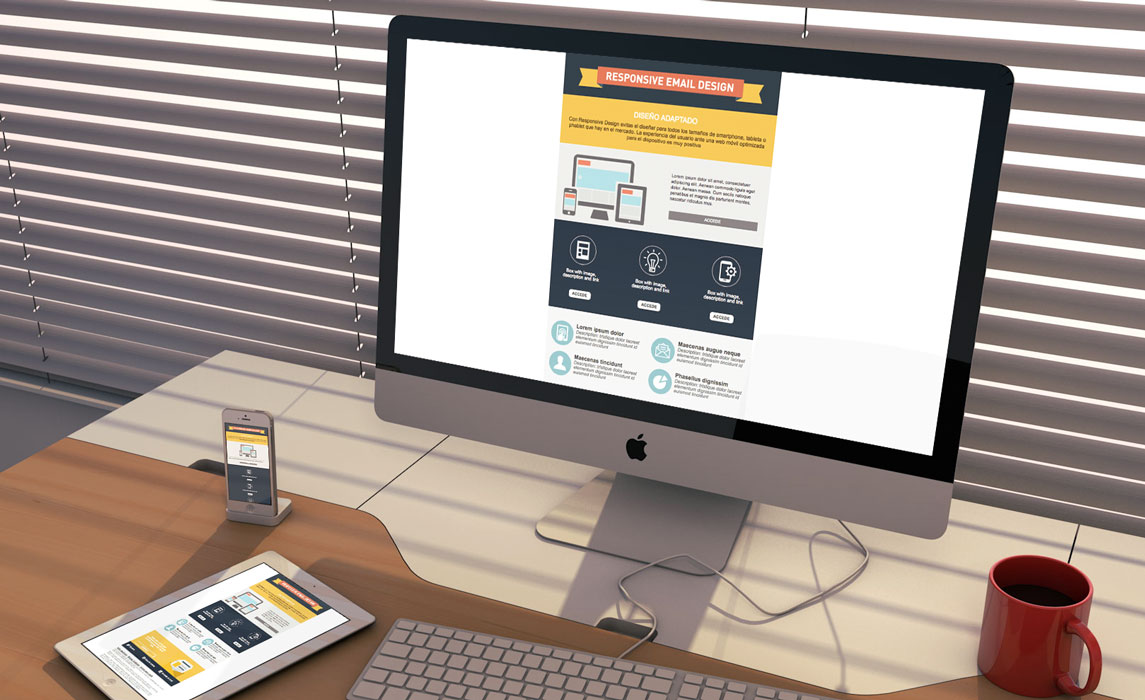 RESPONSIVE EMAIL DESIGN
DISEÑO ADAPTADO
Con Responsive Design evitas el diseñar para todos los tamaños de smartphone, tablets o
phablet que hay en el mercado. La experiencia del usuario ante una web móvil optimizada
para el dispositivo es muy positive
Lorem ipsum dolor sit amet, consectetuer
adipiscing elit. Aenean commodo ligula eget
dolor. Aenean massa. Cum sociis natoque
penatibus et magnis dis parturient montes,
nascetur ridiculus mus.
ACCEDE
Box with image,
description and link
ACCEDE
Box with image,
description and link
ACCEDE
Box with image,
description and link
ACCEDE
Lorem ipsum dolor
Description: tristique dolor laoreet
elementum dignissim tincidunt id
euismod tincidunt
Maecenas augue neque
Description: tristique dolor laoreet
elementum dignissim tincidunt id
euismod tincidunt
Maecenas tincidunt
Description: tristique dolor laoreet
elementum dignissim tincidunt id
euismod tincidunt
Phasellus dignissim
Description: tristique dolor laoreet
elementum dignissim tincidunt id
euismod tincidunt